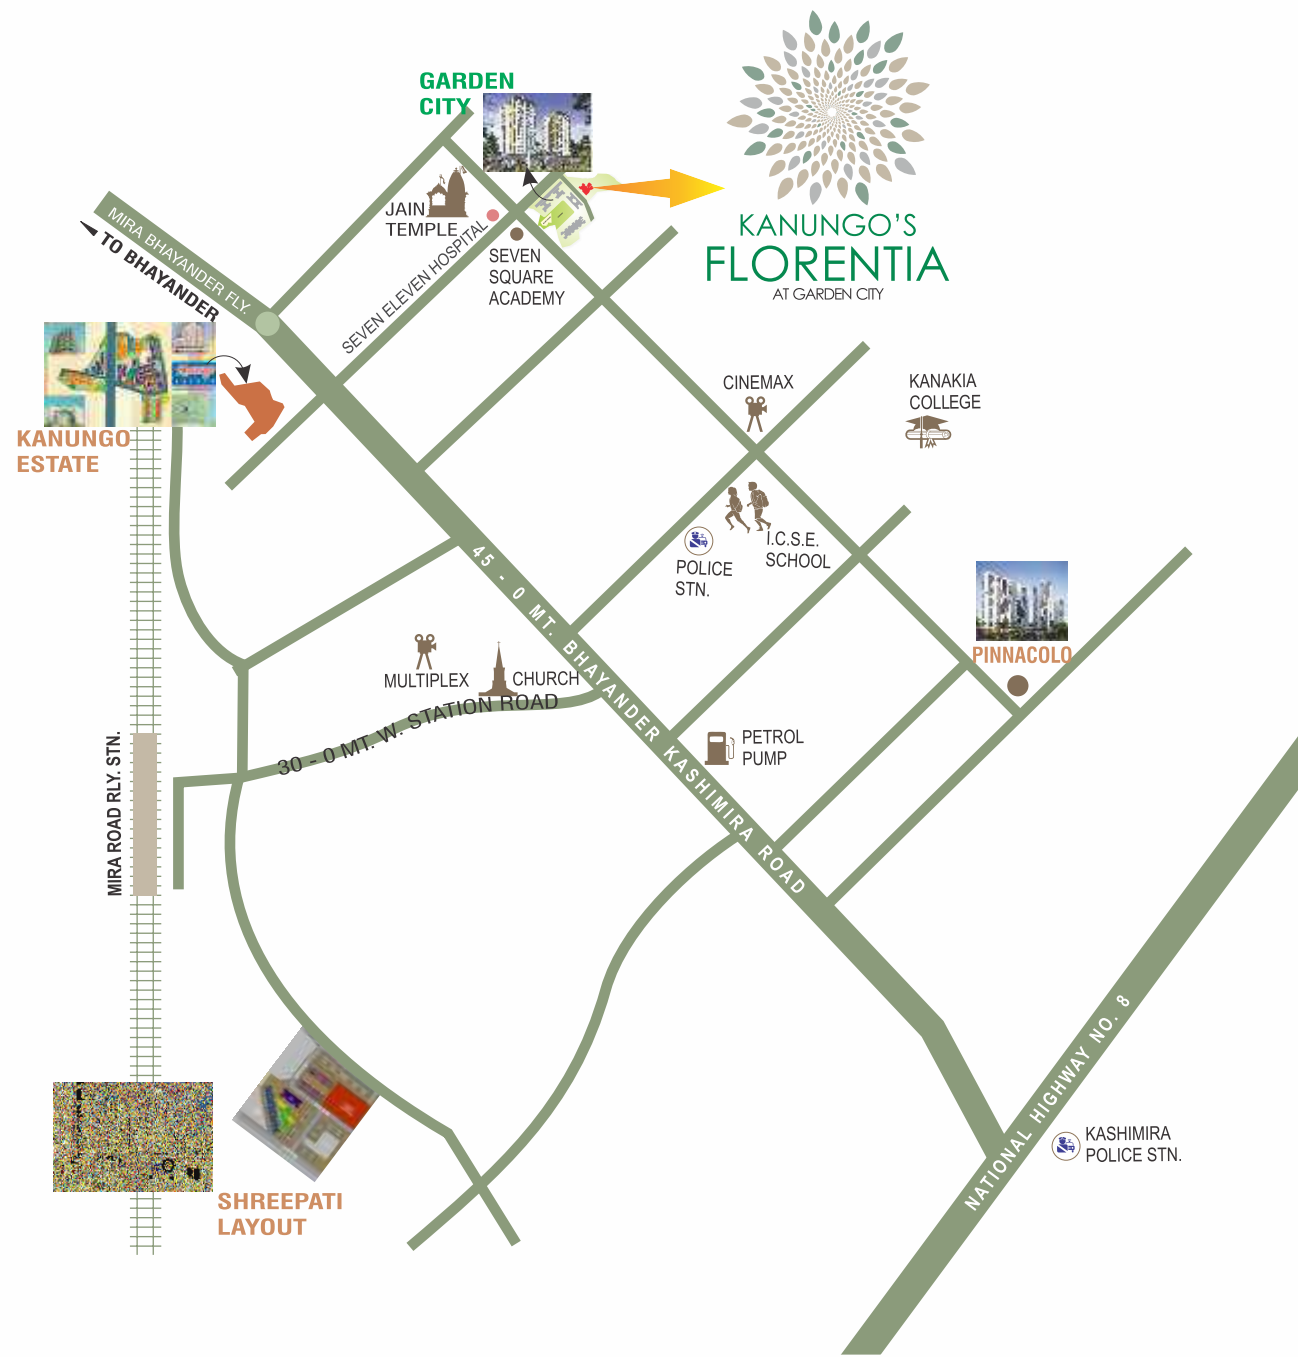 GARDEN
CITY
KANUNGO'S
FLORENTIA
AT GARDEN CITY
JAIN
TEMPLE
SEVEN ELEVEN HOSPITAL
SEVEN
SQUARE
ACADEMY
MIRA BHAYANDER FLY.
TO BHAYANDER
KANUNGO
ESTATE
CINEMAX
KANAKIA
COLLEGE
I.C.S.E.
SCHOOL
POLICE
STN.
45 - 0 MT. BHAYANDER KASHIMIRA ROAD
PINNACOLO
MULTIPLEX
CHURCH
30 - 0 MT. W. STATION ROAD
PETROL
PUMP
MIRA ROAD RLY. STN.
NATIONAL HIGHWAY NO. 8
KASHIMIRA
POLICE STN.
SHREEPATI
LAYOUT